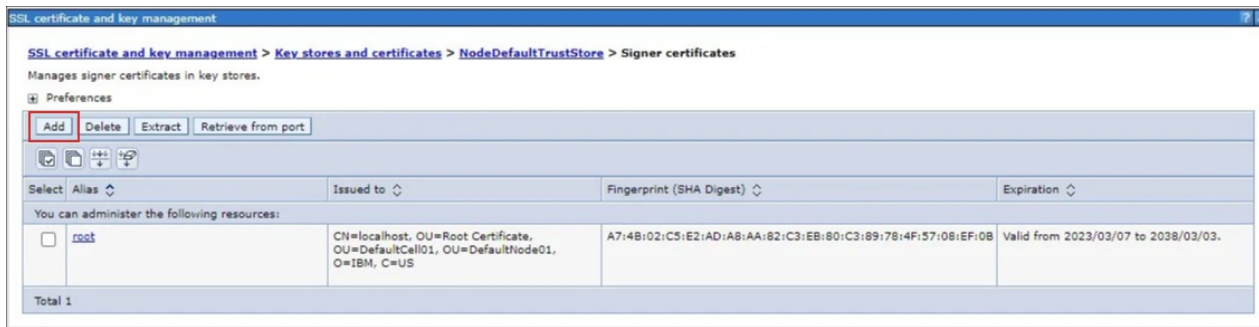 SSL certificate and key management
?
SSL certificate and key management > Key stores and certificates > NodeDefaultTrustStore > Signer certificates
Manages signer certificates in key stores.
Preferences
Add Delete Extract Retrieve from port
Select Alias Issued to Fingerprint (SHA Digest) Expiration
You can administer the following resources:
root CN=localhost, OU=Root Certificate, A7:4B:02:C5:E2:AD:A8:AA:82:C3:EB:80:C3:89:78:4F:57:08:EF:0B Valid from 2023/03/07 to 2038/03/03.
OU=DefaultCell01, OU=DefaultNode01,
O=IBM, C=US
Total 1